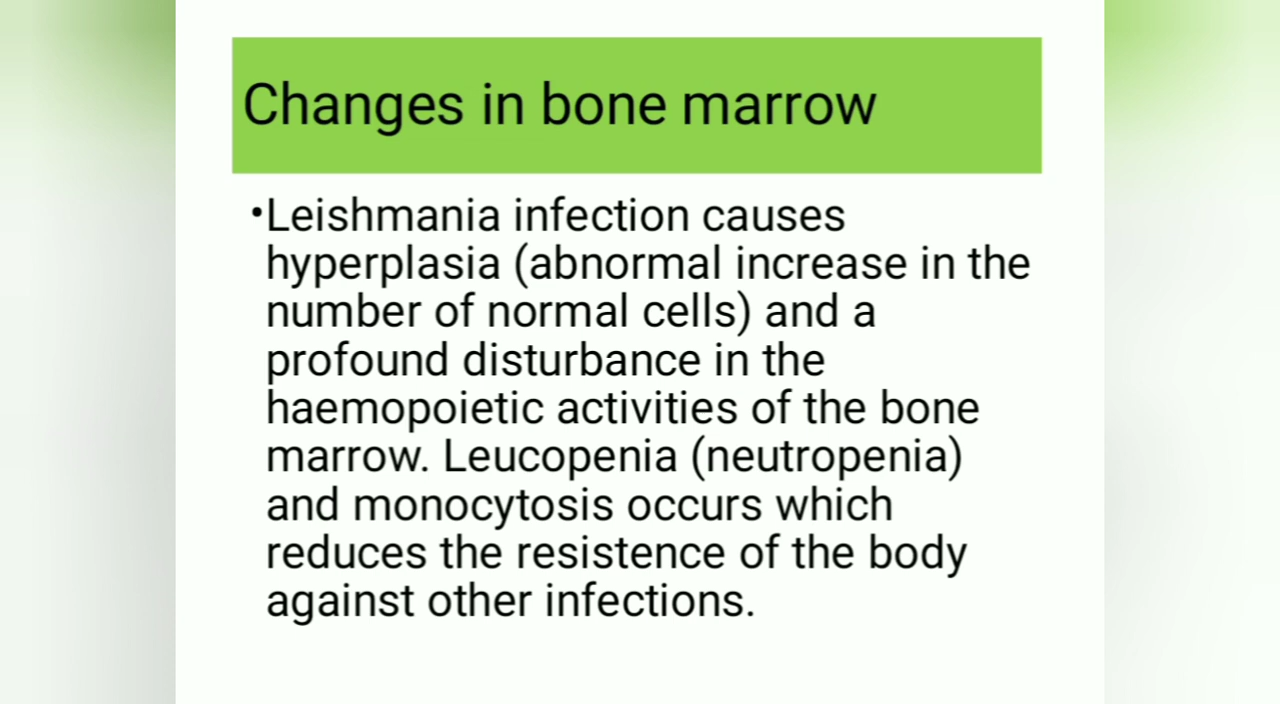 Changes in bone marrow
•Leishmania infection causes
hyperplasia (abnormal increase in the
number of normal cells) and a
profound disturbance in the
haemopoietic activities of the bone
marrow. Leucopenia (neutropenia)
and monocytosis occurs which
reduces the resistence of the body
against other infections.